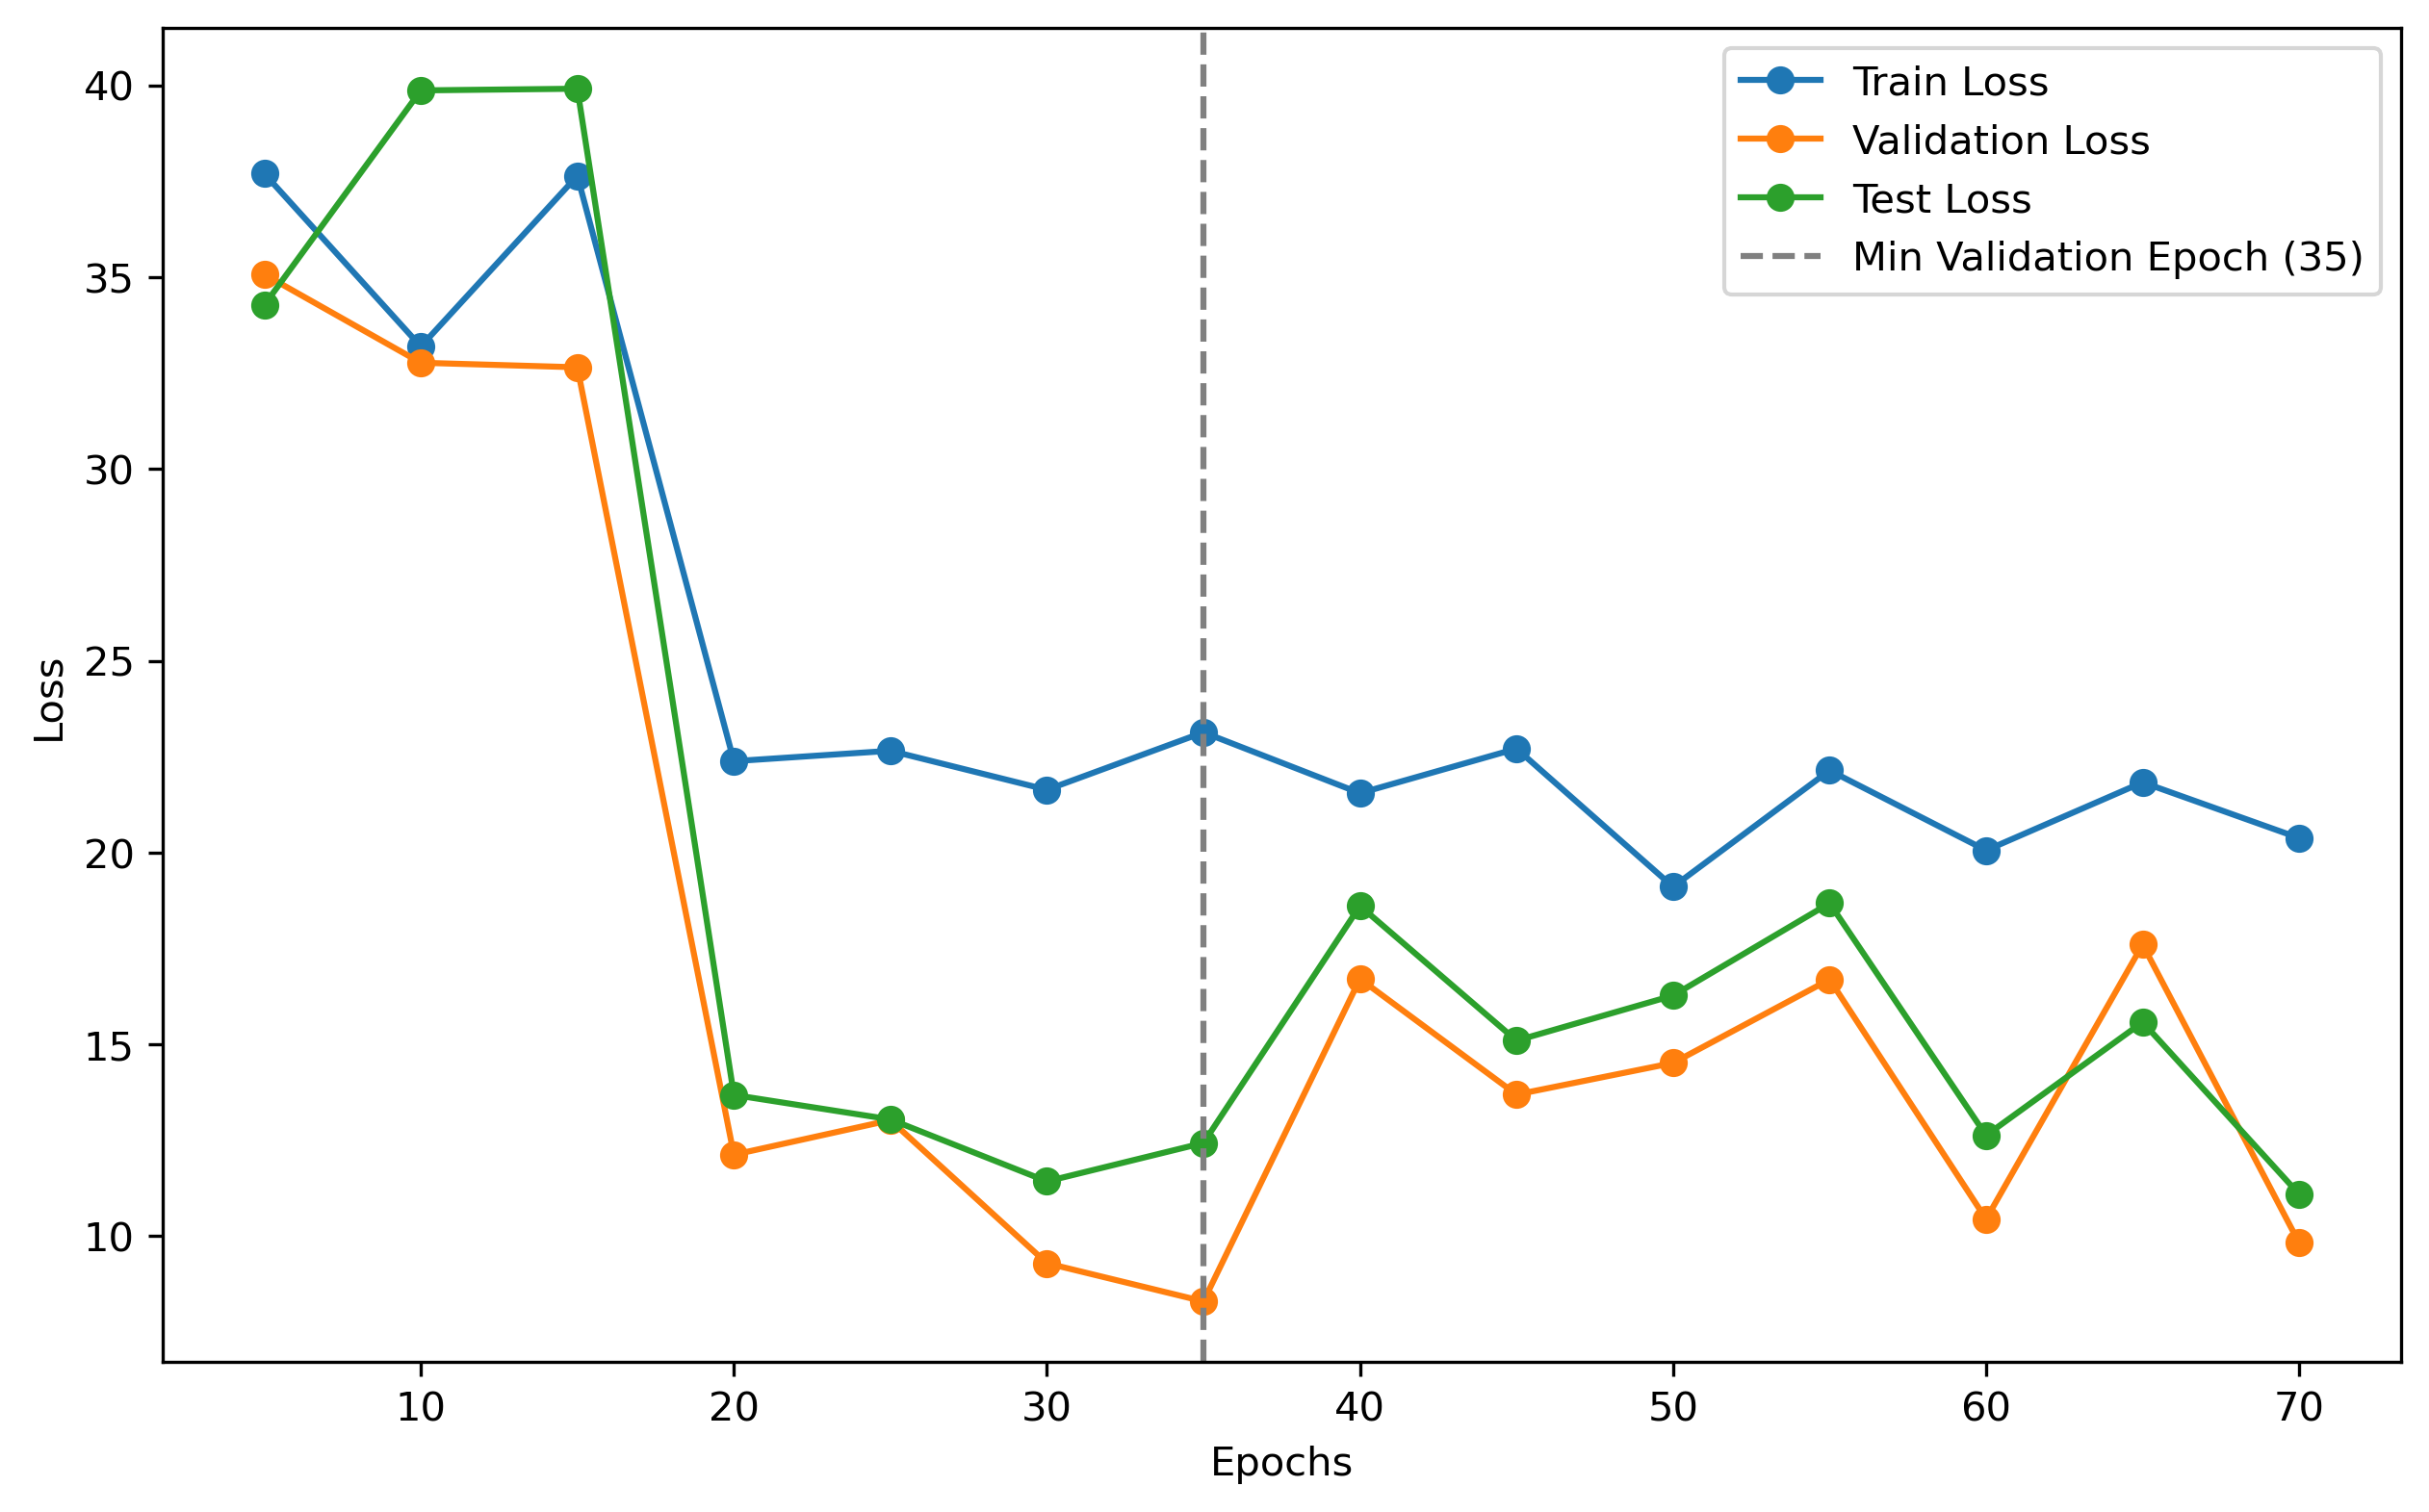 40
35
30
25
20
15
10
Loss
Train Loss
Validation Loss
Test Loss
Min Validation Epoch (35)
10 20 30 40 50 60 70
Epochs